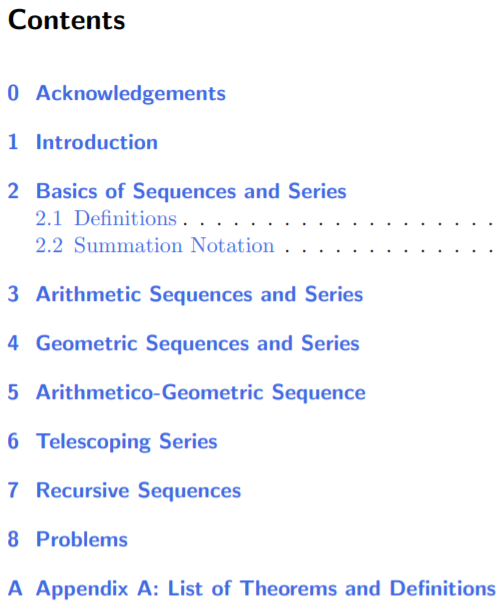 Contents
0 Acknowledgements
1 Introduction
2 Basics of Sequences and Series
2.1 Definitions . . . . . . . . . . . . . . . . . . .
2.2 Summation Notation . . . . . . . . . . . . .
3 Arithmetic Sequences and Series
4 Geometric Sequences and Series
5 Arithmetico-Geometric Sequence
6 Telescoping Series
7 Recursive Sequences
8 Problems
A Appendix A: List of Theorems and Definitions